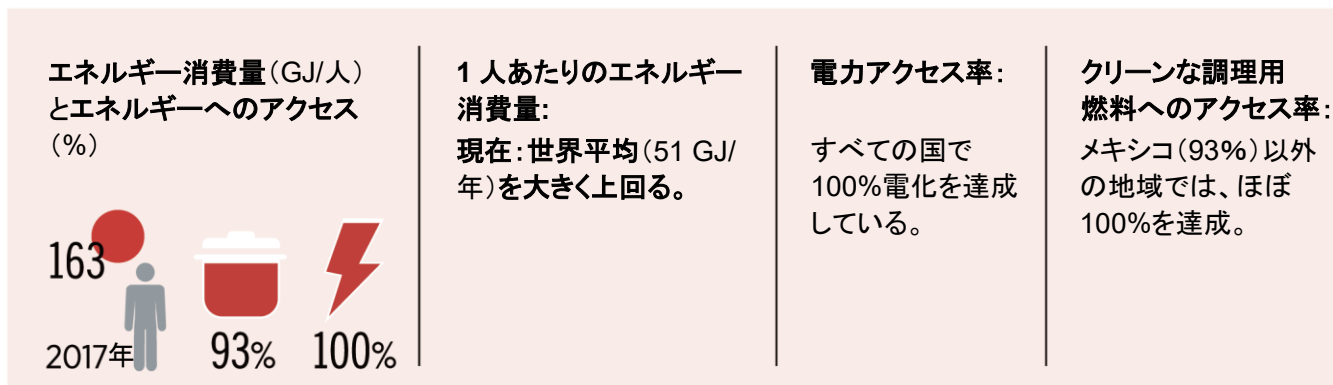 エネルギー消費量（GJ/人）
とエネルギーへのアクセス
（%）
163
2017年
93%
100%
1 人あたりのエネルギー
消費量:
現在：世界平均（51 GJ/
年）を大きく上回る。
電力アクセス率：
すべての国で
100%電化を達成
している。
クリーンな調理用
燃料へのアクセス率：
メキシコ（93%）以外
の地域では、ほぼ
100%を達成。